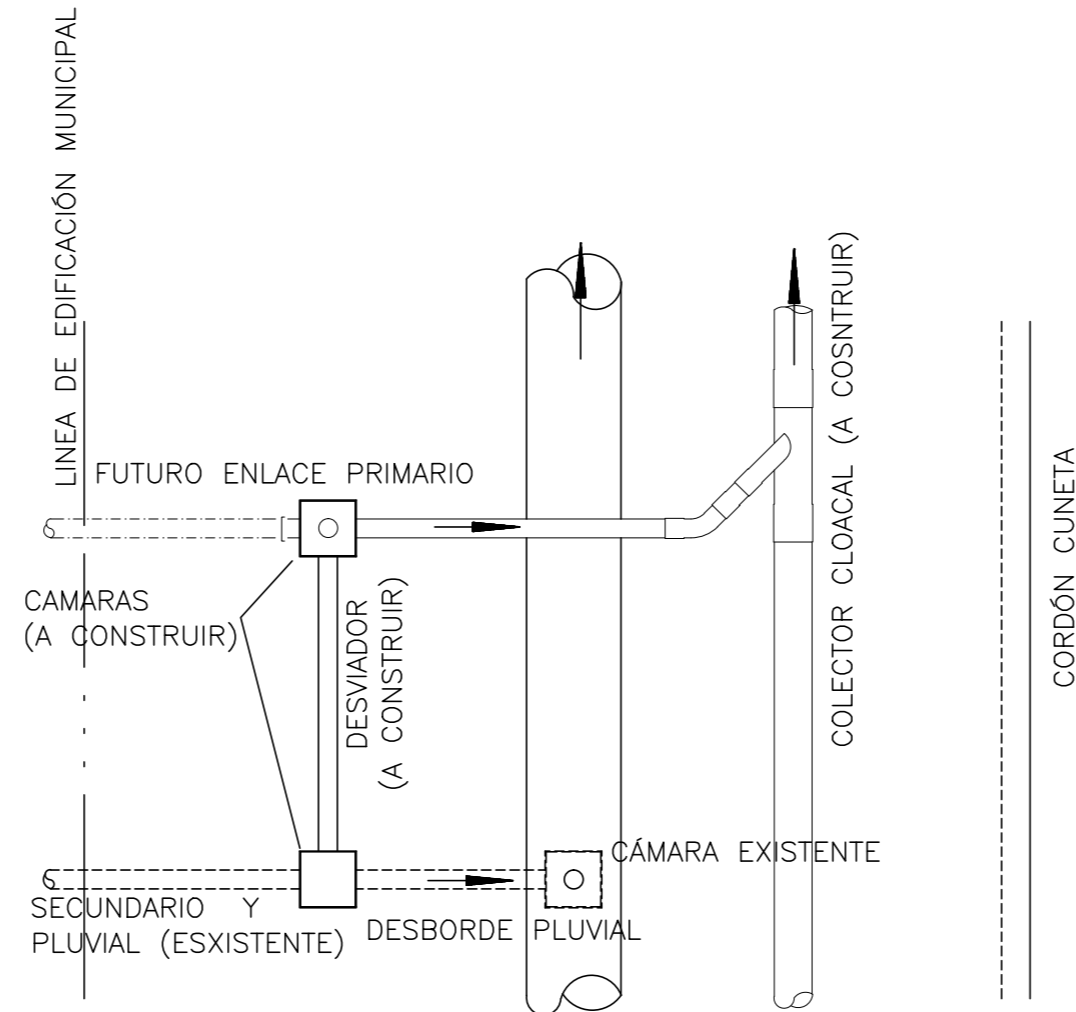 LINEA DE EDIFICACIÓN MUNICIPAL
FUTURO ENLACE PRIMARIO
CAMARAS
(A CONSTRUIR)
DESVIADOR
(A CONSTRUIR)
COLECTOR CLOACAL (A COSNTRUIR)
CORDÓN CUNETA
CÁMARA EXISTENTE
SECUNDARIO Y
PLUVIAL (ESXISTENTE)
DESBORDE PLUVIAL